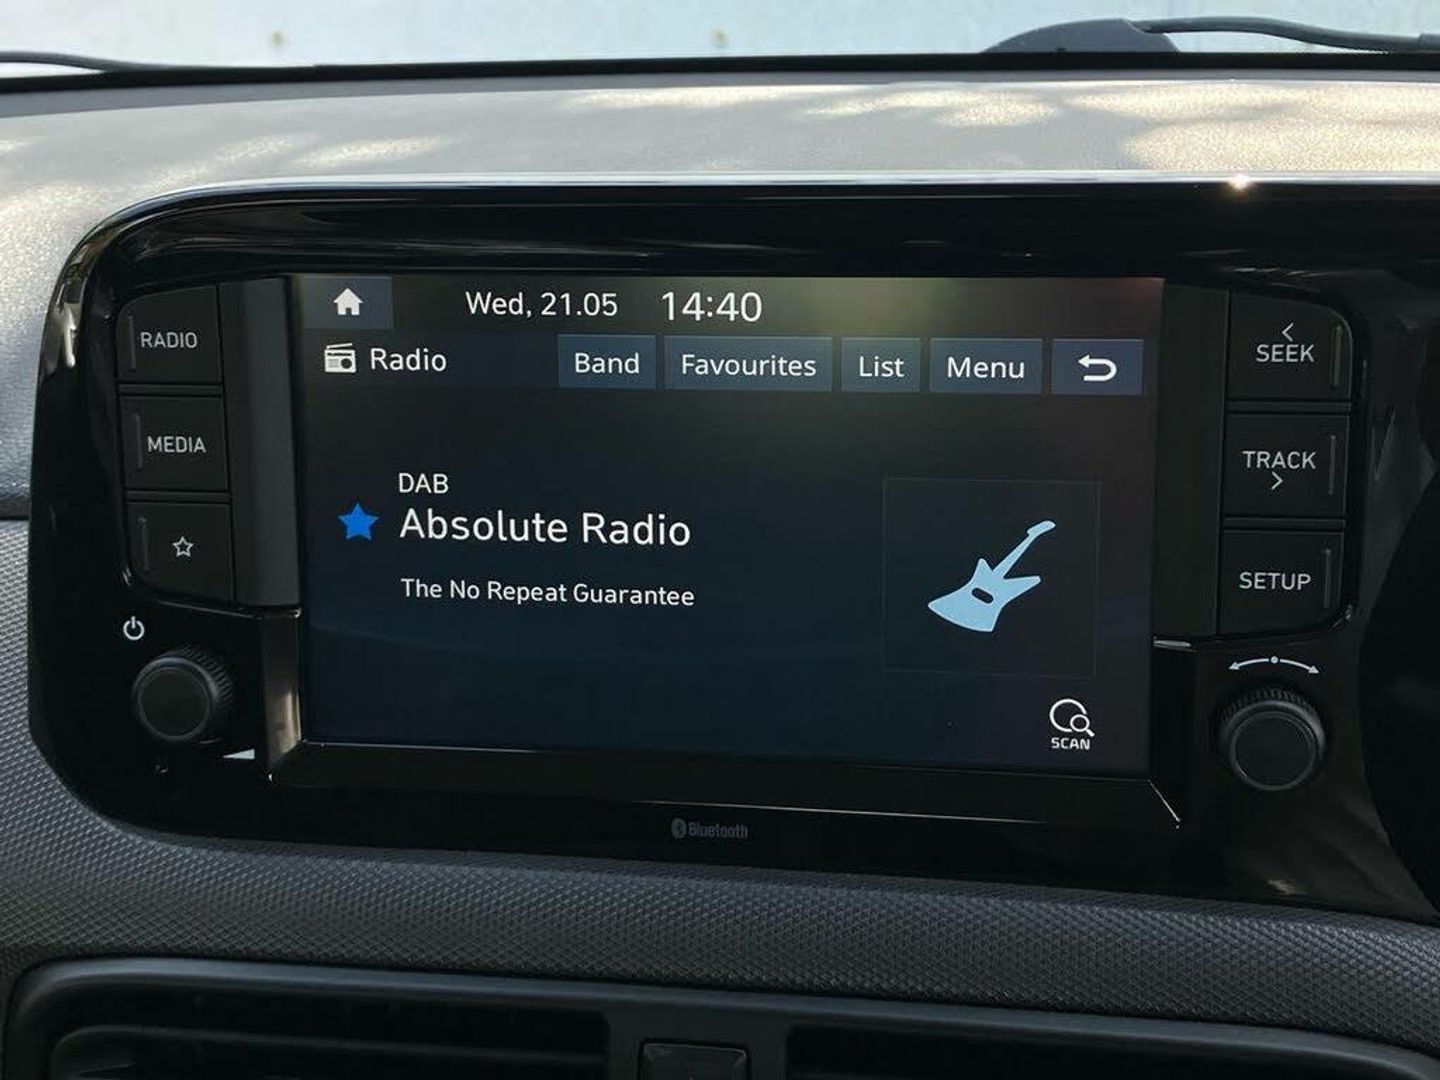 Wed, 21.05 14:40
Radio Band Favourites List Menu
DAB
Absolute Radio
The No Repeat Guarantee
SCAN
RADIO
MEDIA
SEEK
TRACK
SETUP
Bluetooth